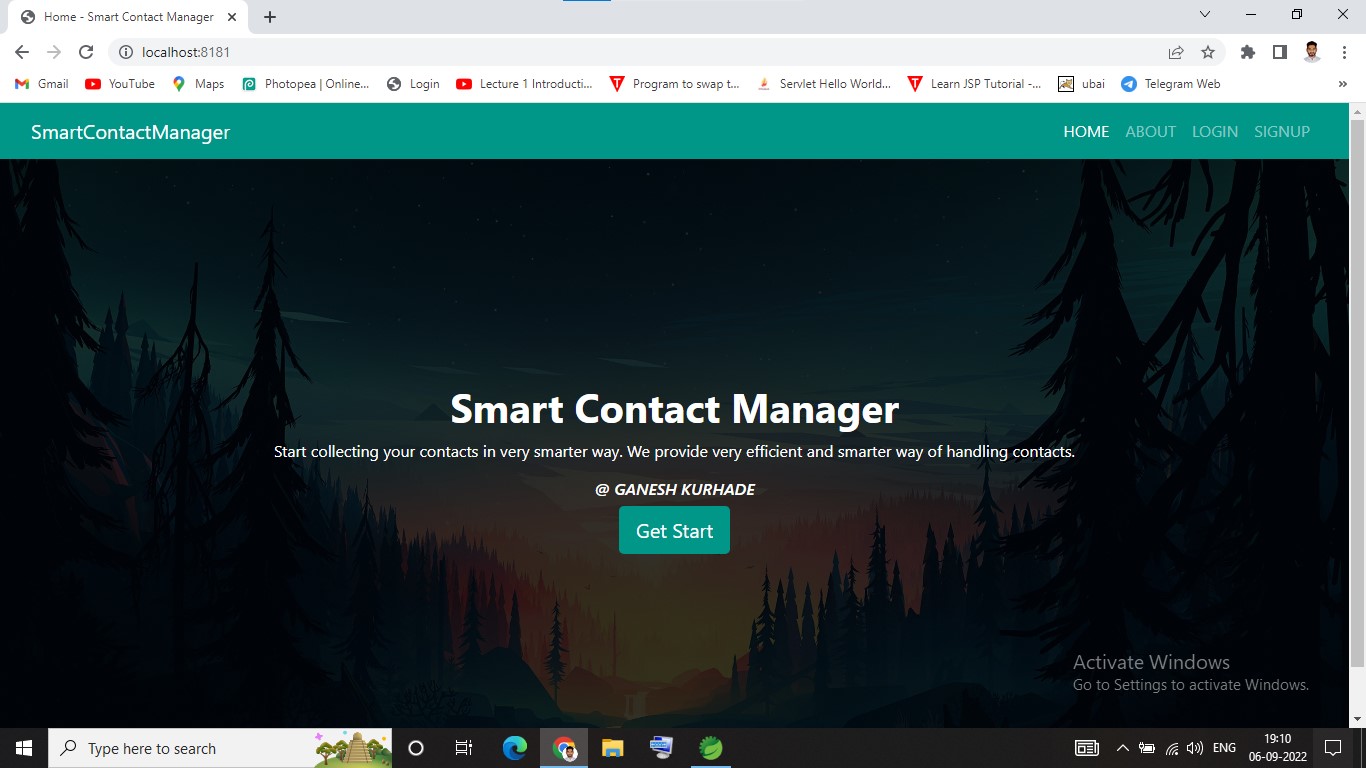 Home - Smart Contact Manager
localhost:8181
Gmail YouTube Maps Photopea | Online... Login Lecture 1 Introducti... Program to swap t... Servlet Hello World... Learn JSP Tutorial -... ubai Telegram Web »
SmartContactManager HOME ABOUT LOGIN SIGNUP
Smart Contact Manager
Start collecting your contacts in very smarter way. We provide very efficient and smarter way of handling contacts.
@ GANESH KURHADE
Get Start
Activate Windows
Go to Settings to activate Windows.
Type here to search ENG 19:10
06-09-2022